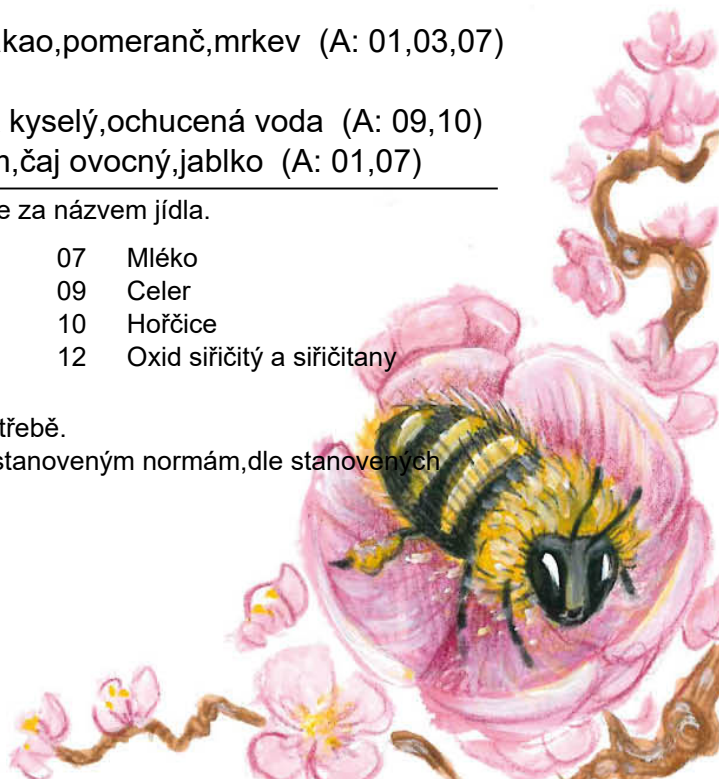 kao,pomeranč,mrkev (A: 01,03,07)
kyselý,ochucená voda (A: 09,10)
,čaj ovocný,jablko (A: 01,07)
e za názvem jídla.
07 Mléko
09 Celer
10 Hořčice
12 Oxid siřičitý a siřičitany
třebě.
stanoveným normám,dle stanovených